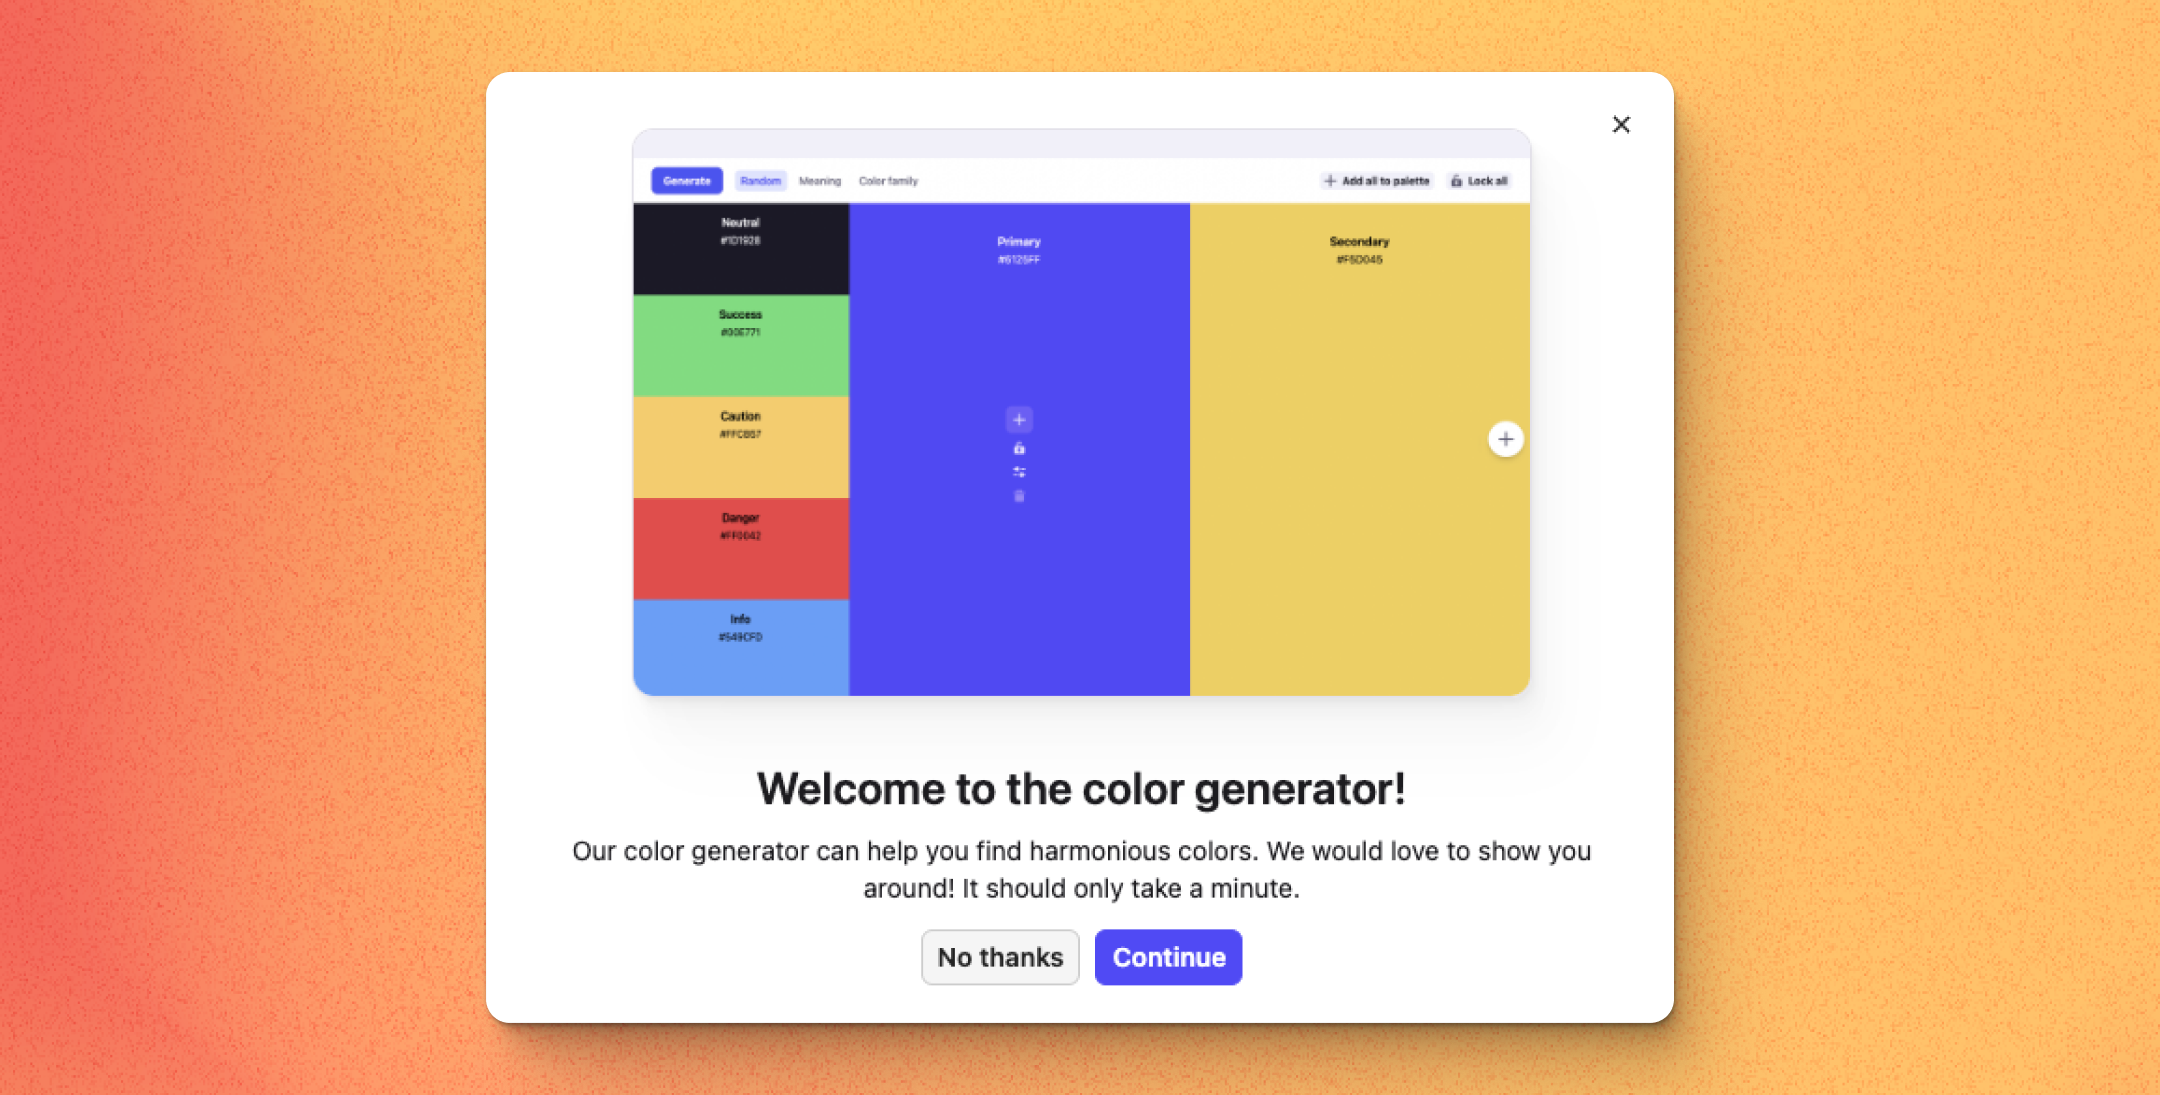 Generate Random Meaning Color family Add all to palette Lock all
Neutral
#1D1928
Primary
#6125FF
Secondary
#F5D045
Success
#00E771
Caution
#FFCB57
Danger
#FF0042
Info
#549CFD
Welcome to the color generator!
Our color generator can help you find harmonious colors. We would love to show you
around! It should only take a minute.
No thanks Continue